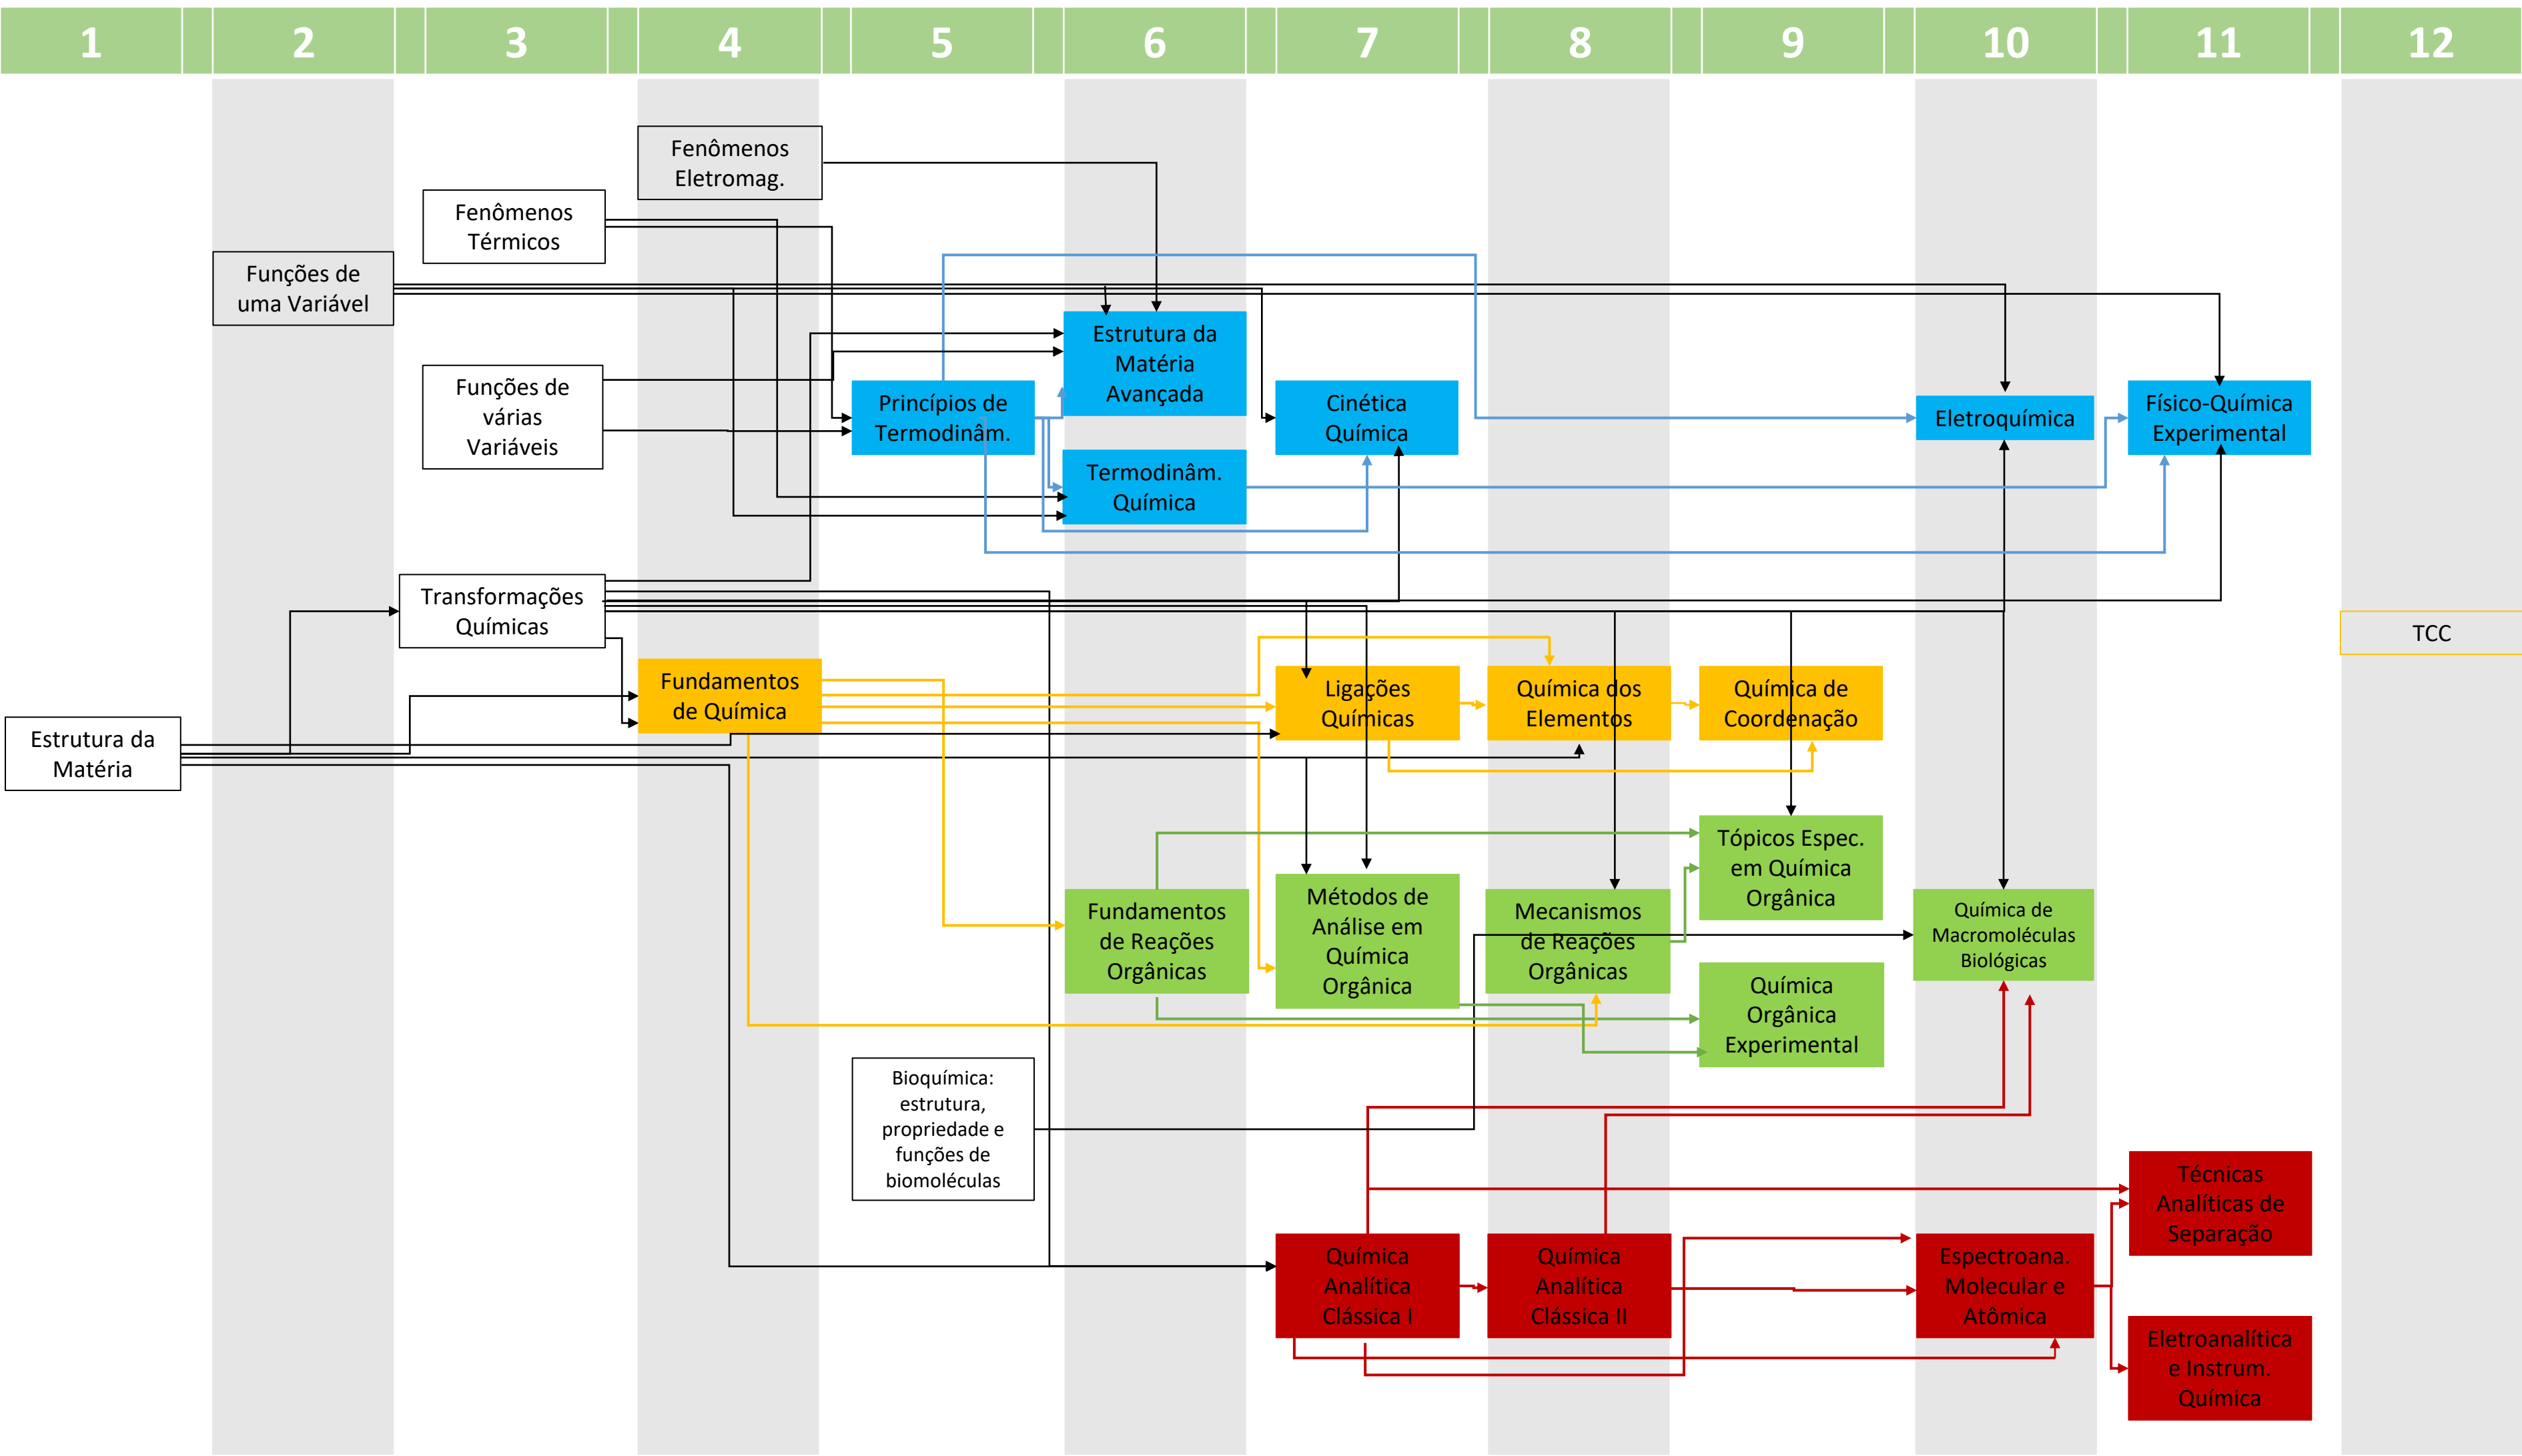 1
2
3
4
5
6
7
8
9
10
11
12
Fenômenos
Eletromag.
Fenômenos
Térmicos
Funções de
uma Variável
Estrutura da
Matéria
Avançada
Funções de
várias
Variáveis
Princípios de
Termodinâm.
Cinética
Química
Eletroquímica
Físico-Química
Experimental
Termodinâm.
Química
Transformações
Químicas
TCC
Fundamentos
de Química
Ligações
Químicas
Química dos
Elementos
Química de
Coordenação
Estrutura da
Matéria
Tópicos Espec.
em Química
Orgânica
Fundamentos
de Reações
Orgânicas
Métodos de
Análise em
Química
Orgânica
Mecanismos
de Reações
Orgânicas
Química de
Macromoléculas
Biológicas
Química
Orgânica
Experimental
Bioquímica:
estrutura,
propriedade e
funções de
biomoléculas
Técnicas
Analíticas de
Separação
Química
Analítica
Clássica I
Química
Analítica
Clássica II
Espectroana.
Molecular e
Atômica
Eletroanalítica
e Instrum.
Química